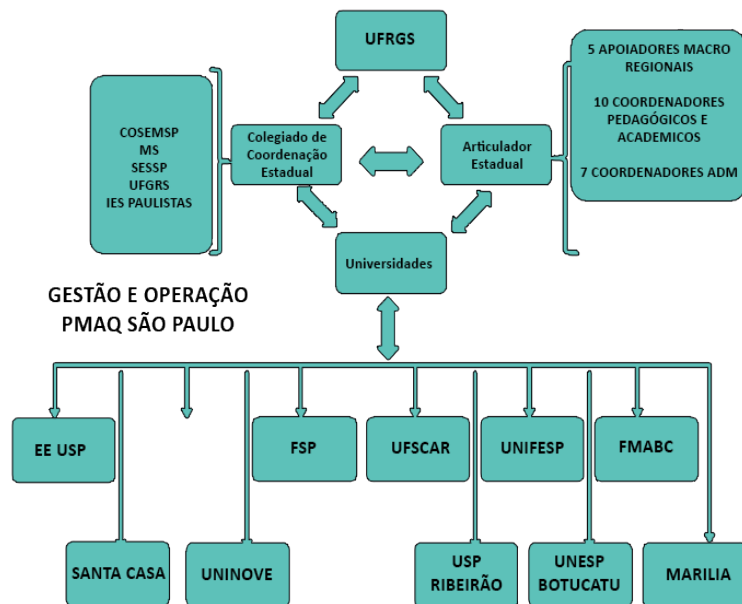 UFRGS
5 APOIADORES MACRO
REGIONAIS
10 COORDENADORES
PEDAGÓGICOS E
ACADEMICOS
7 COORDENADORES ADM
COSEMSP
MS
SESSP
UFGRS
IES PAULISTAS
Colegiado de
Coordenação
Estadual
Articulador
Estadual
Universidades
GESTÃO E OPERAÇÃO
PMAQ SÃO PAULO
EE USP
FSP
UFSCAR
UNIFESP
FMABC
SANTA CASA
UNINOVE
USP
RIBEIRÃO
UNESP
BOTUCATU
MARILIA